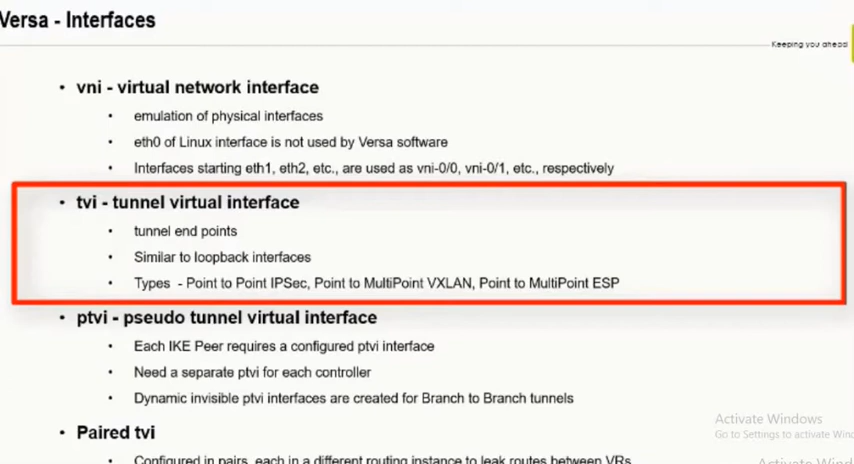 Versa - Interfaces
Keeping you ahead
• vni - virtual network interface
• emulation of physical interfaces
• eth0 of Linux interface is not used by Versa software
• Interfaces starting eth1, eth2, etc., are used as vni-0/0, vni-0/1, etc., respectively
• tvi - tunnel virtual interface
• tunnel end points
• Similar to loopback interfaces
• Types - Point to Point IPSec, Point to MultiPoint VXLAN, Point to MultiPoint ESP
• ptvi - pseudo tunnel virtual interface
• Each IKE Peer requires a configured ptvi interface
• Need a separate ptvi for each controller
• Dynamic invisible ptvi interfaces are created for Branch to Branch tunnels
Activate Windows
Go to Settings to activate Wind
• Paired tvi
• Configured in pairs, each in a different routing instance to leak routes between VRs
Activate Wind